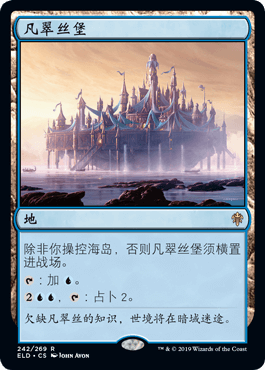 凡翠丝堡
地
除非你操控海岛，否则凡翠丝堡须横置
进战场。
：加。
2，：占卜2。
欠缺凡翠丝的知识，世境将在暗域迷途。
242/269 R
ELD • CS JOHN AVON
™ & © 2019 Wizards of the Coast